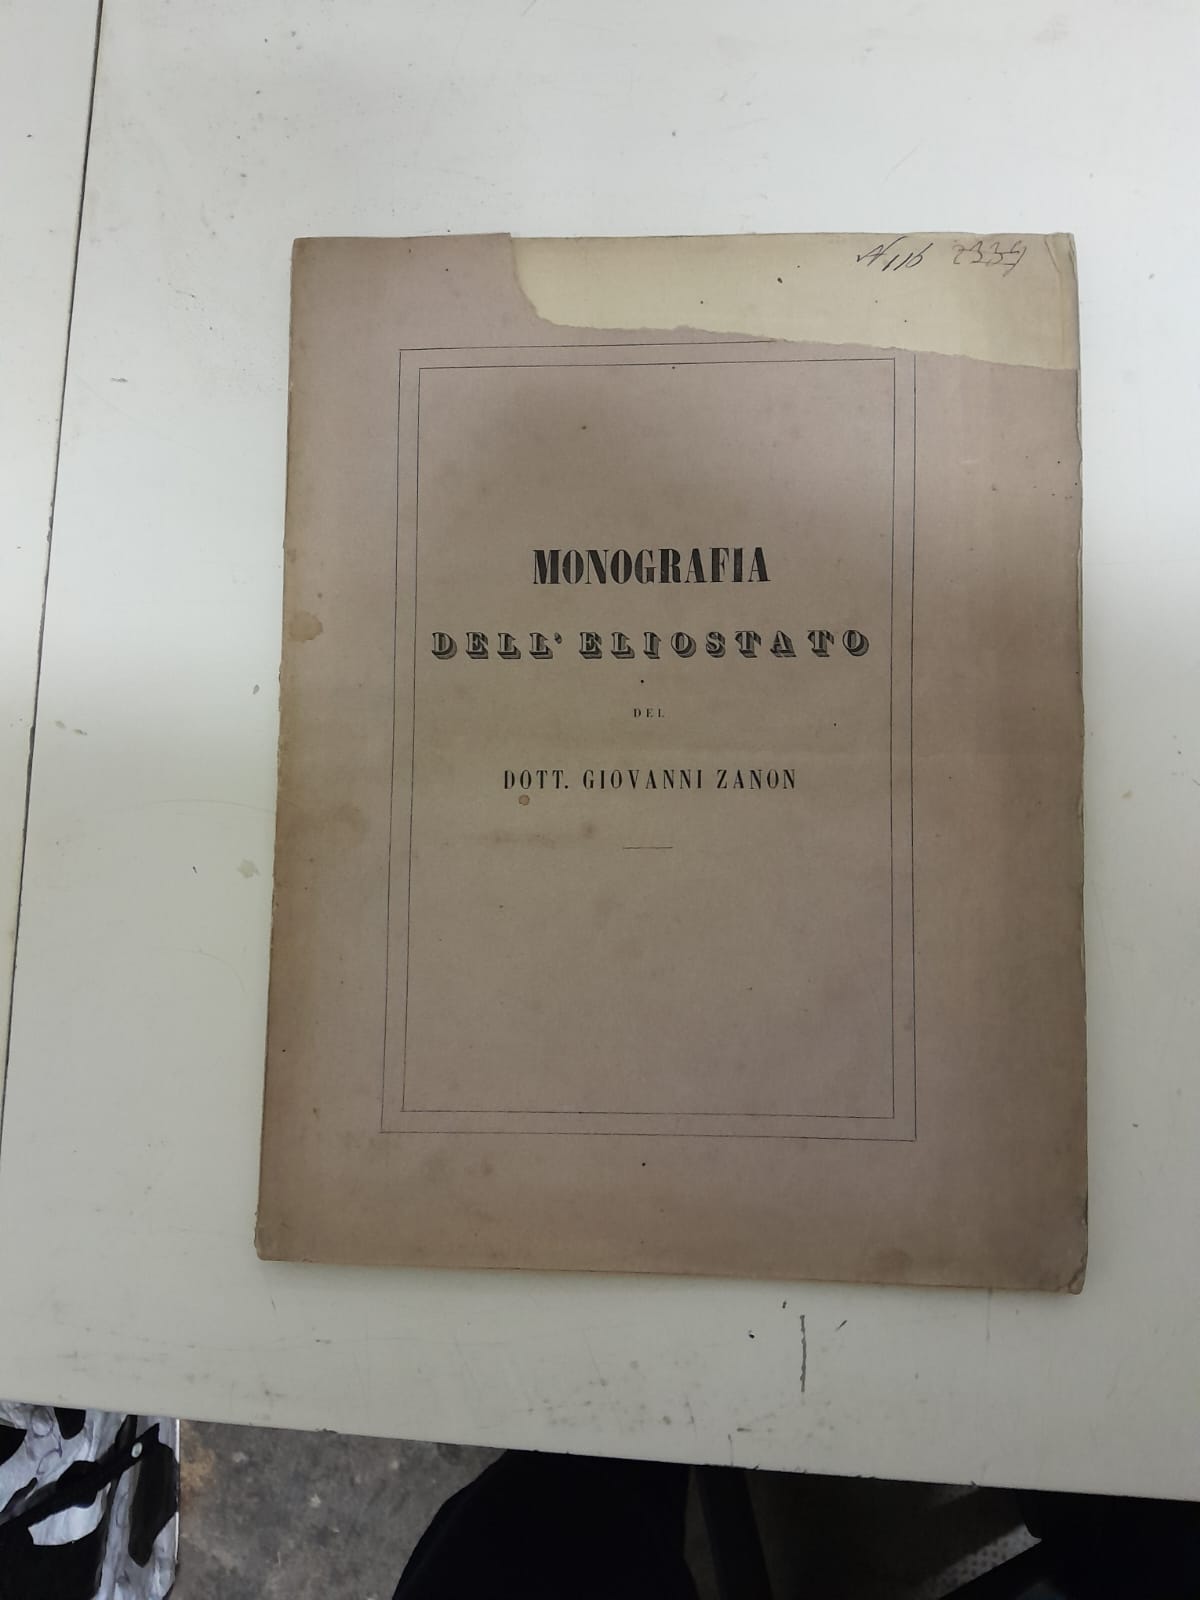 MONOGRAFIA
DELL' ELIOSTATO
DEL
DOTT. GIOVANNI ZANON